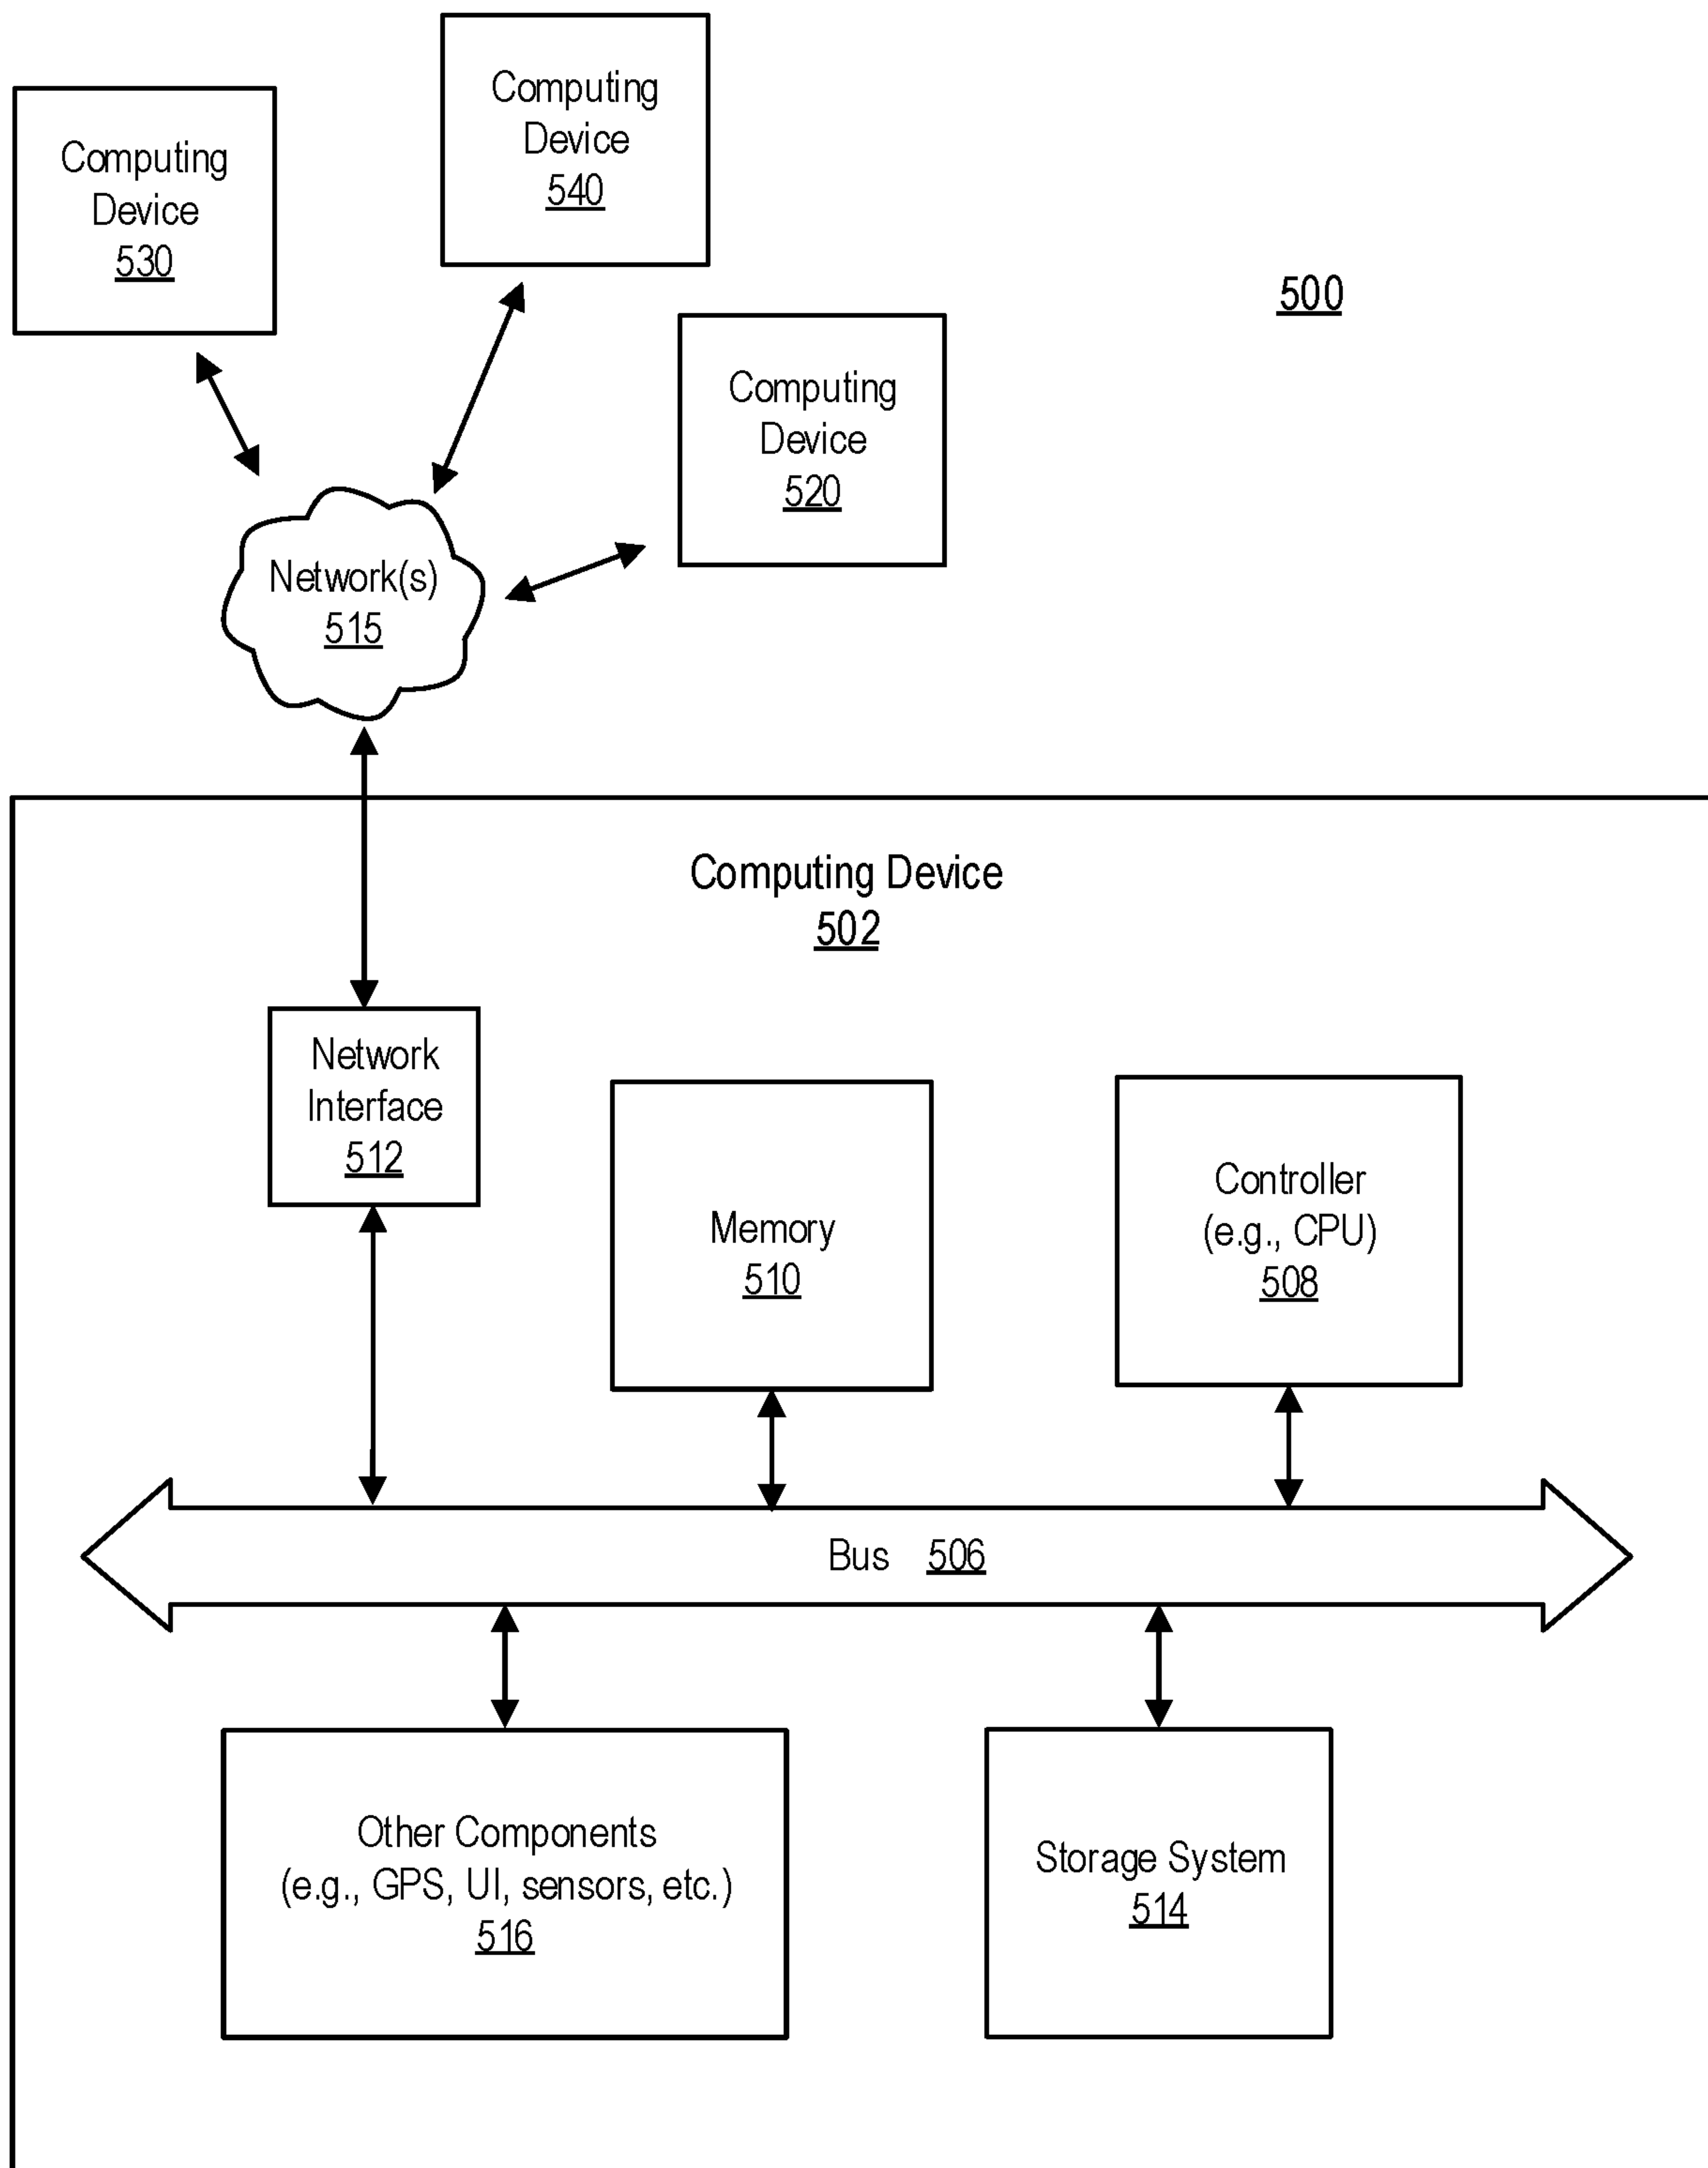 Computing
Device
540
Computing
Device
530
500
Computing
Device
520
Network(s)
515
Computing Device
502
Network
Interface
512
Memory
510
Controller
(e.g., CPU)
508
Bus 506
Other Components
(e.g., GPS, UI, sensors, etc.)
516
Storage System
514